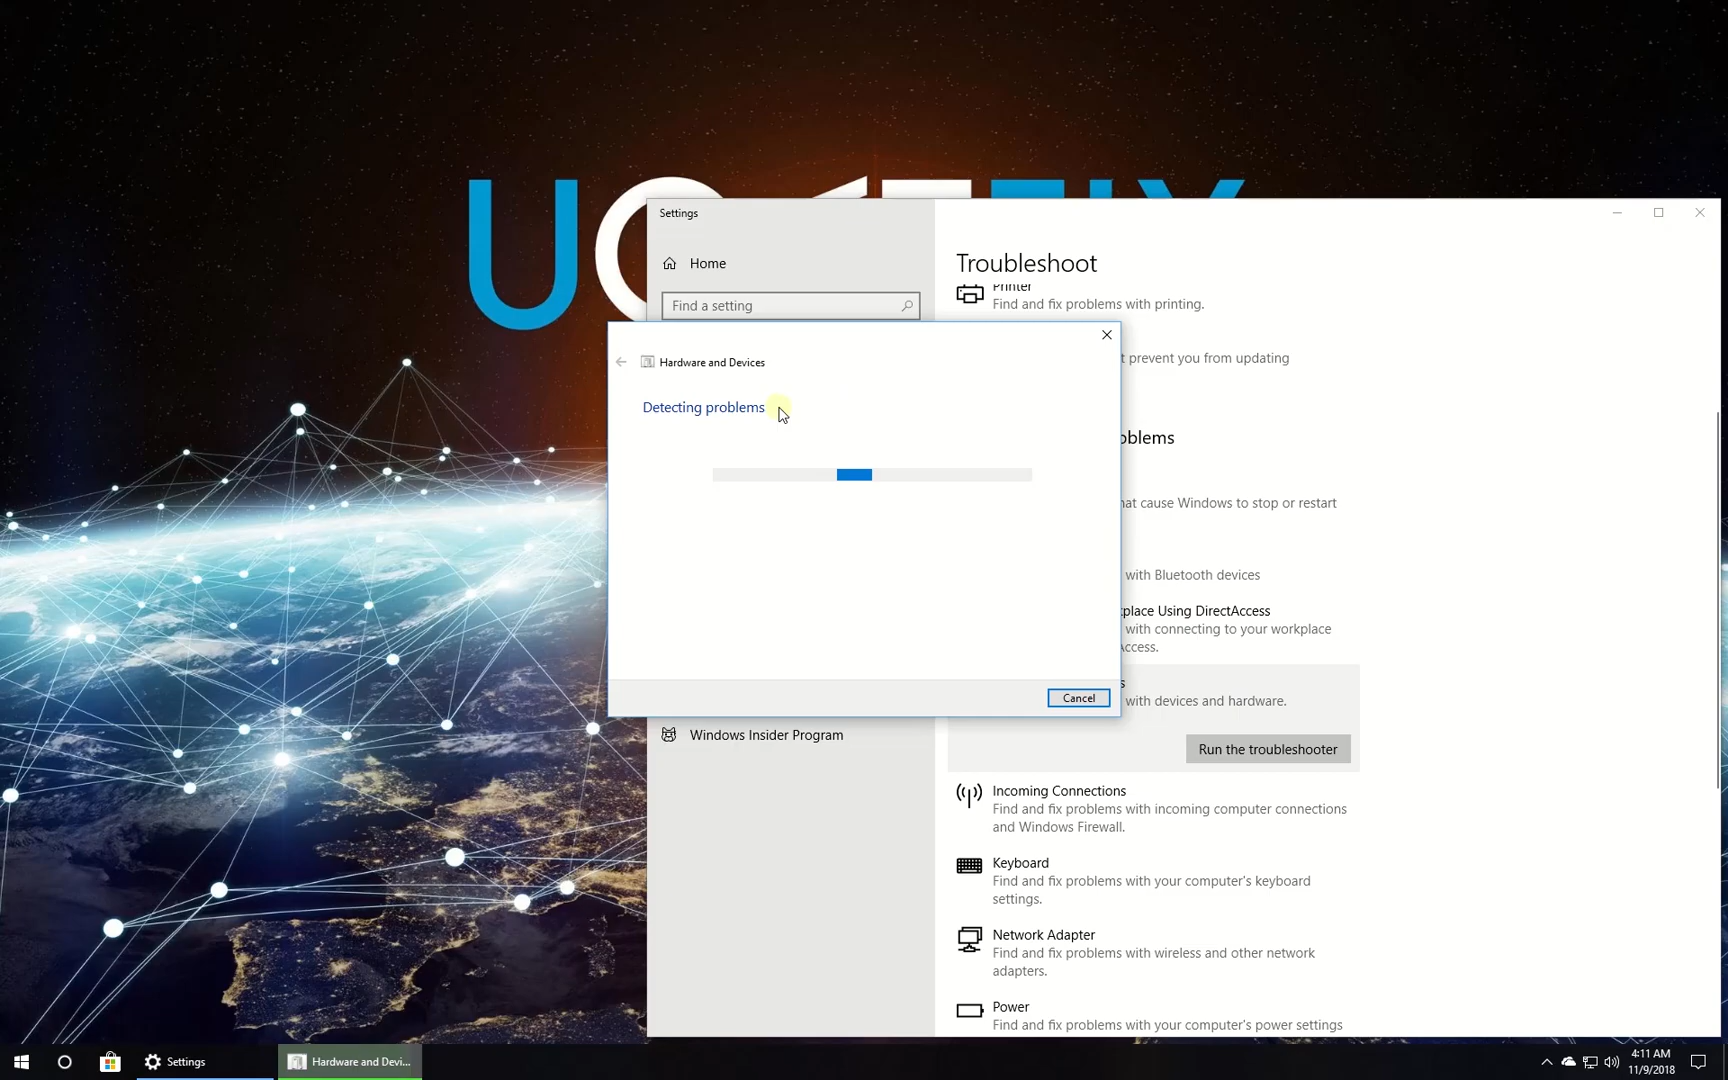 Settings
Home
Find a setting
Troubleshoot
Printer
Find and fix problems with printing.
t prevent you from updating
oblems
hat cause Windows to stop or restart
with Bluetooth devices
place Using DirectAccess
with connecting to your workplace
Access.
s
with devices and hardware.
Run the troubleshooter
Hardware and Devices
Detecting problems
Cancel
Windows Insider Program
Incoming Connections
Find and fix problems with incoming computer connections
and Windows Firewall.
Keyboard
Find and fix problems with your computer's keyboard
settings.
Network Adapter
Find and fix problems with wireless and other network
adapters.
Power
Find and fix problems with your computer's power settings
Settings
Hardware and Devi...
4:11 AM
11/9/2018